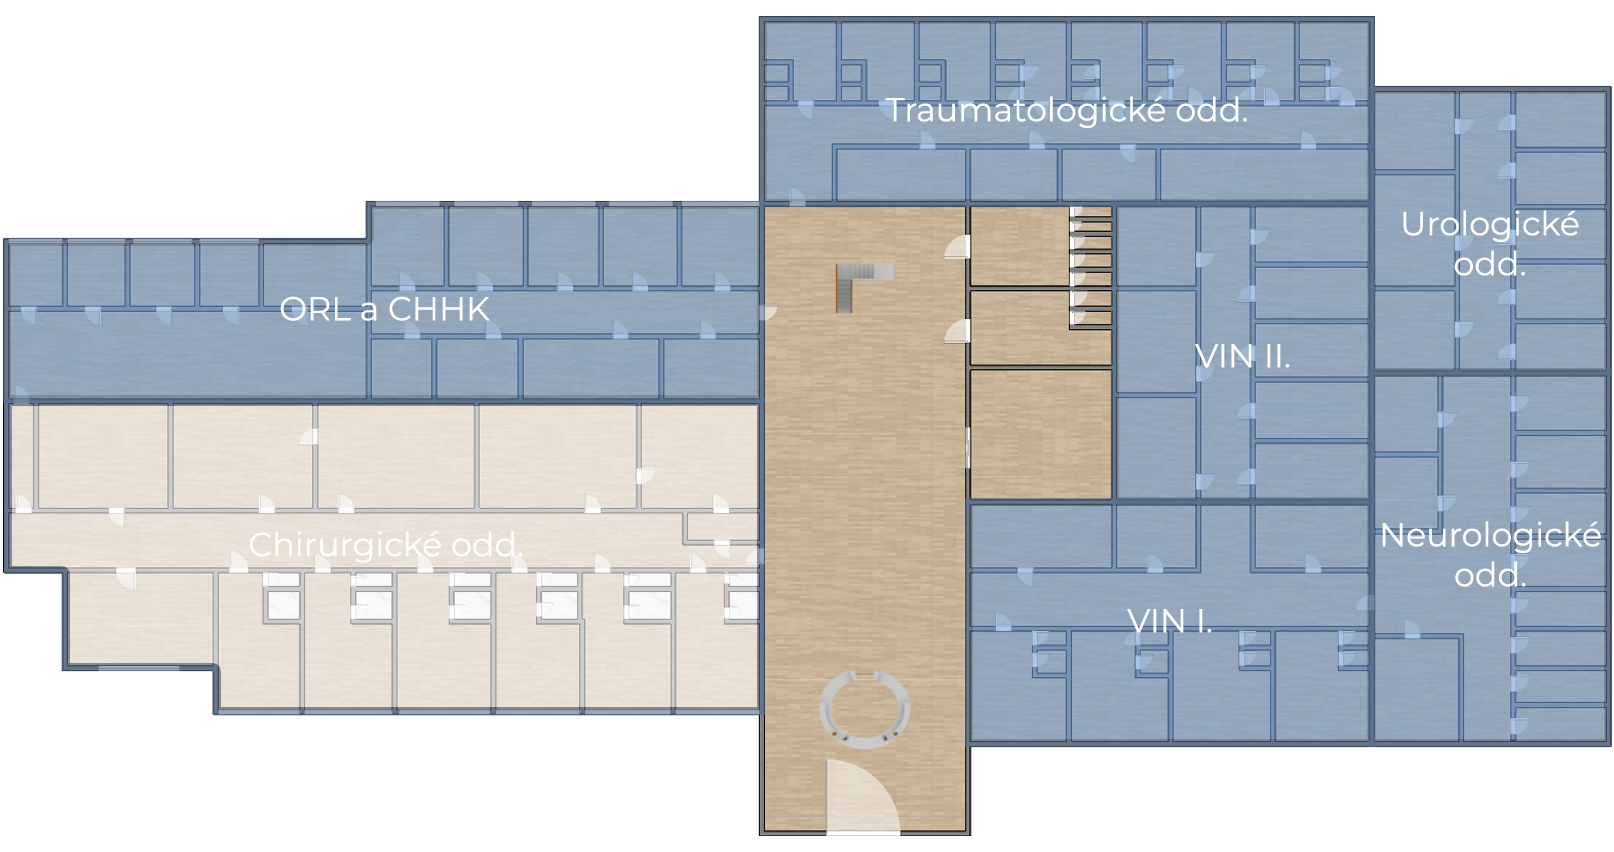 Traumatologické odd.
Urologické
odd.
ORL a CHHK
VIN II.
Chirurgické odd.
Neurologické
odd.
VIN I.